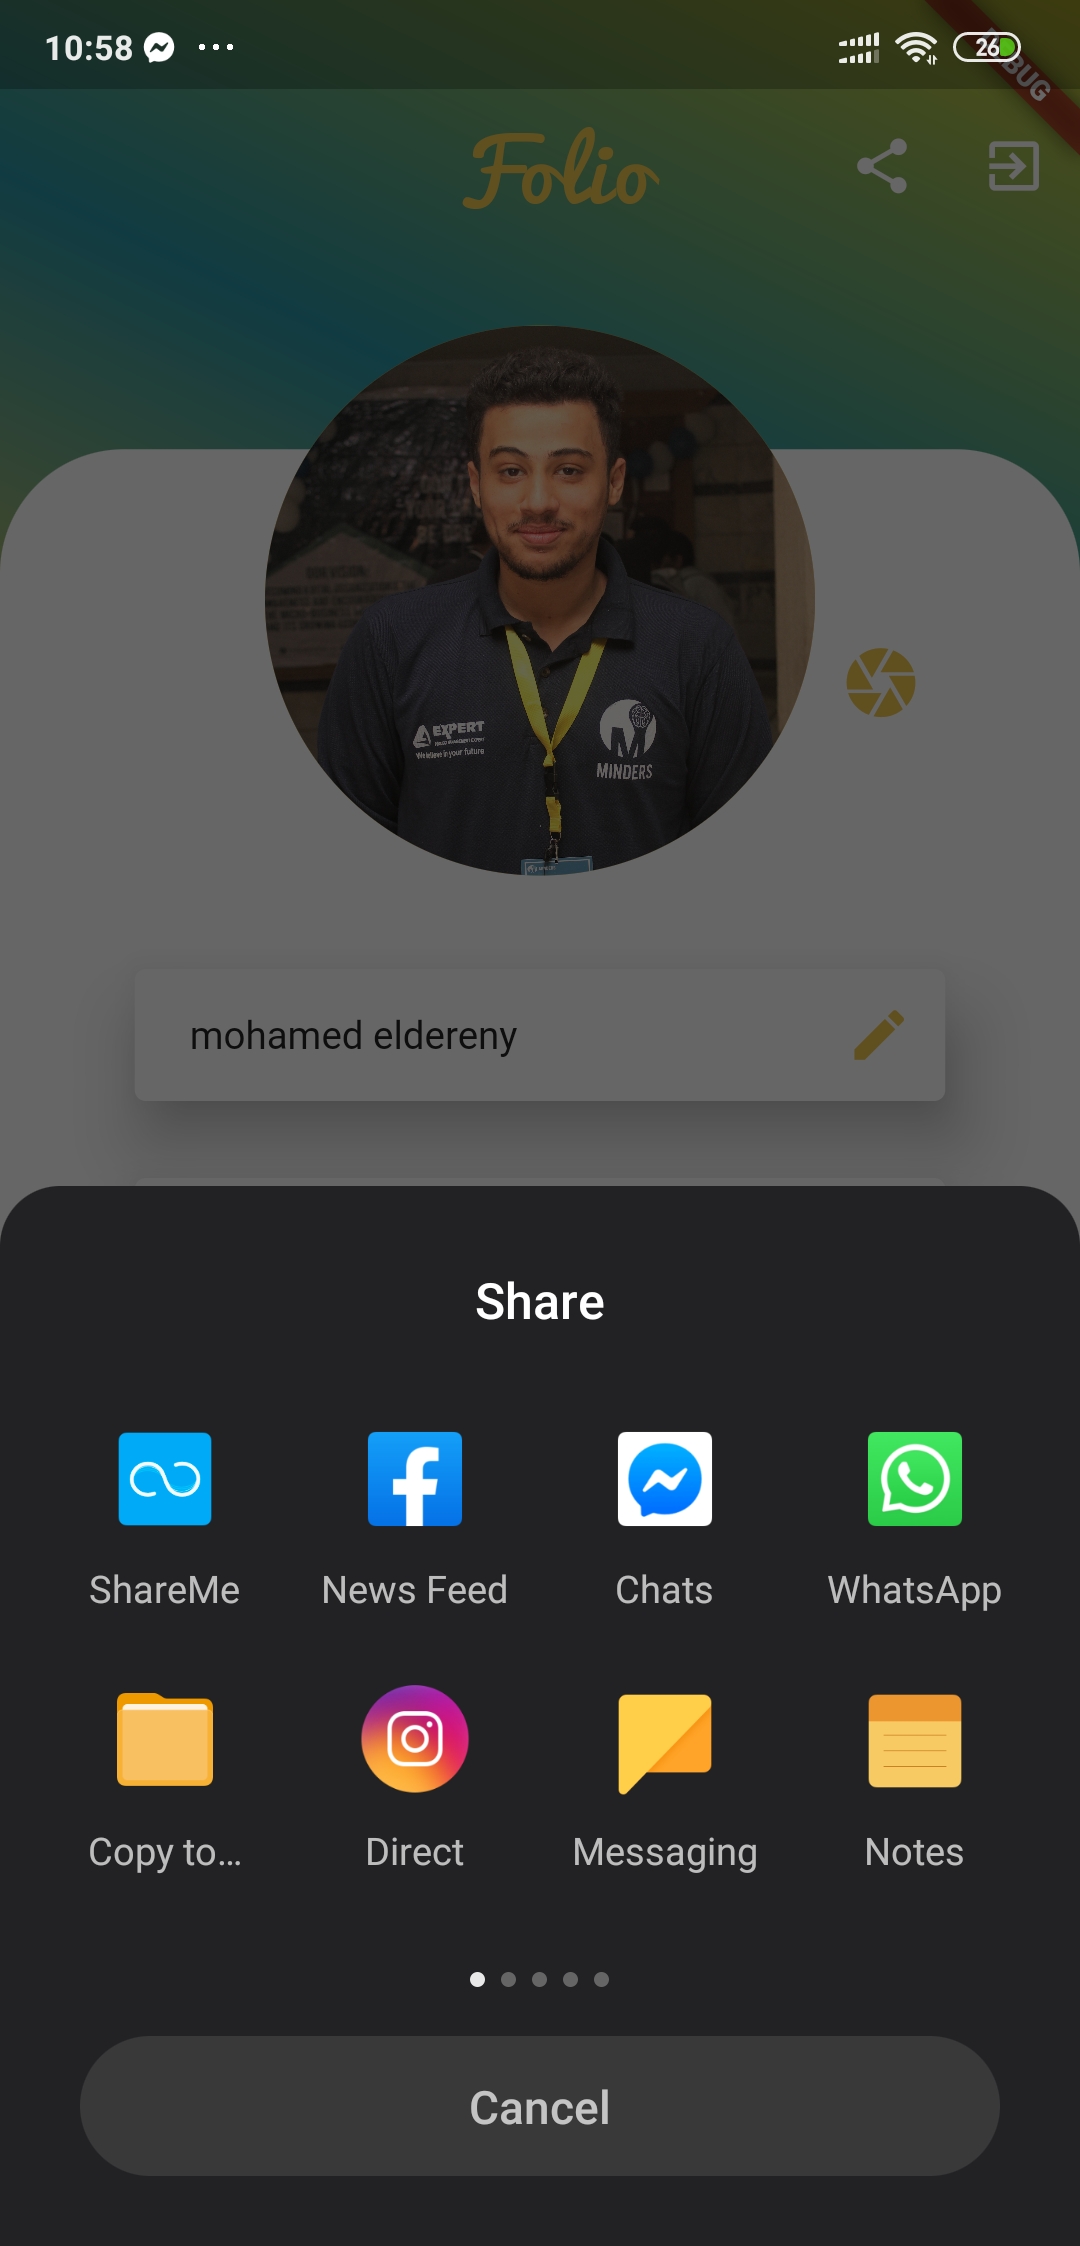 10:58
26
BUG
Folio
EXPERT
We believe in your future
MINDERS
mohamed eldereny
Share
ShareMe
News Feed
Chats
WhatsApp
Copy to...
Direct
Messaging
Notes
Cancel